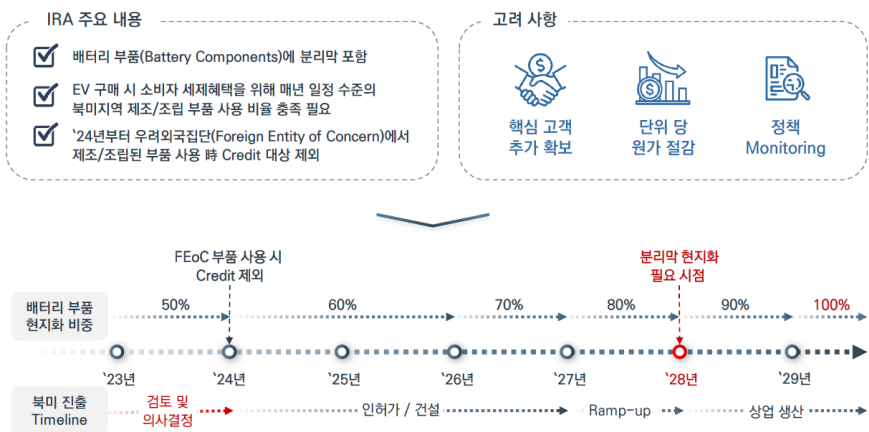 IRA 주요 내용
배터리 부품(Battery Components)에 분리막 포함
EV 구매 시 소비자 세제혜택을 위해 매년 일정 수준의
북미지역 제조/조립 부품 사용 비율 충족 필요
‘24년부터 우려외국집단(Foreign Entity of Concern)에서
제조/조립된 부품 사용 時 Credit 대상 제외
고려 사항
핵심 고객
추가 확보
단위 당
원가 절감
정책
Monitoring
FEoC 부품 사용 시
Credit 제외
분리막 현지화
필요 시점
배터리 부품
현지화 비중
50%
60%
70%
80%
90%
100%
‘23년
‘24년
‘25년
‘26년
‘27년
‘28년
‘29년
북미 진출
Timeline
검토 및
의사결정
인허가 / 건설
Ramp-up
상업 생산